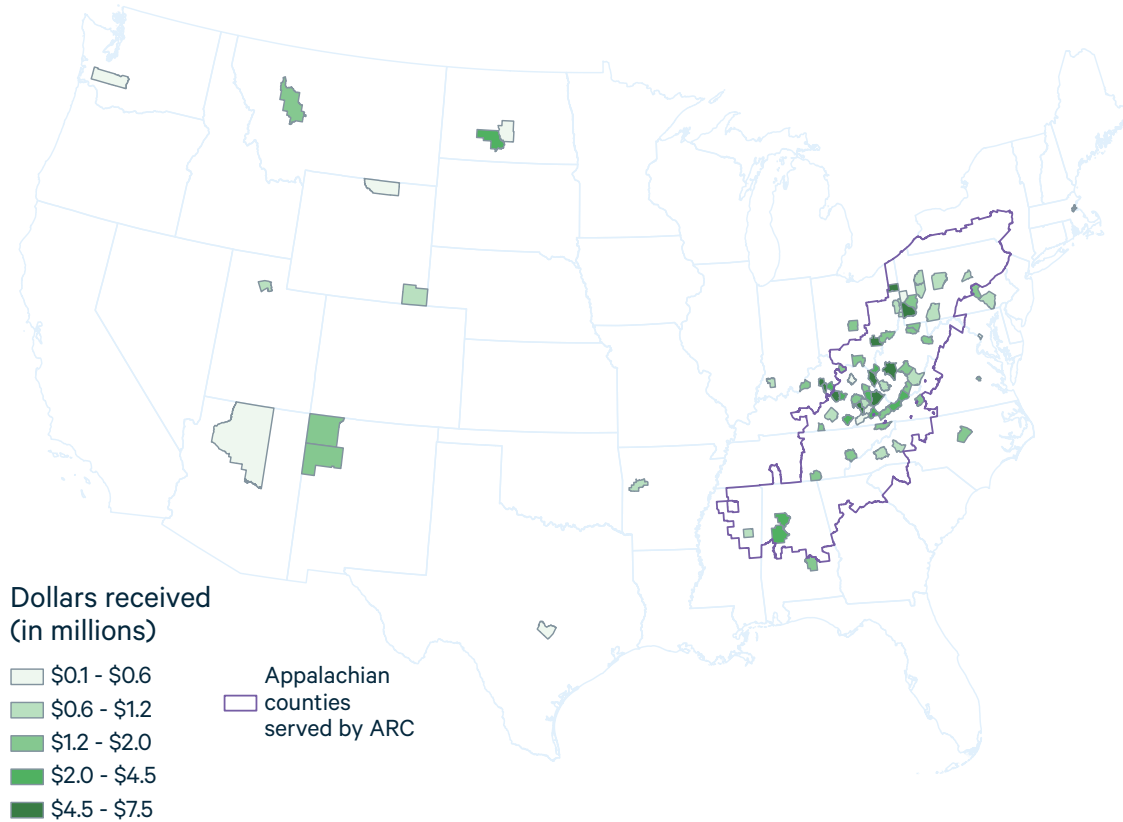 Dollars received
(in millions)
$0.1 - $0.6
$0.6 - $1.2
$1.2 - $2.0
$2.0 - $4.5
$4.5 - $7.5
Appalachian
counties
served by ARC